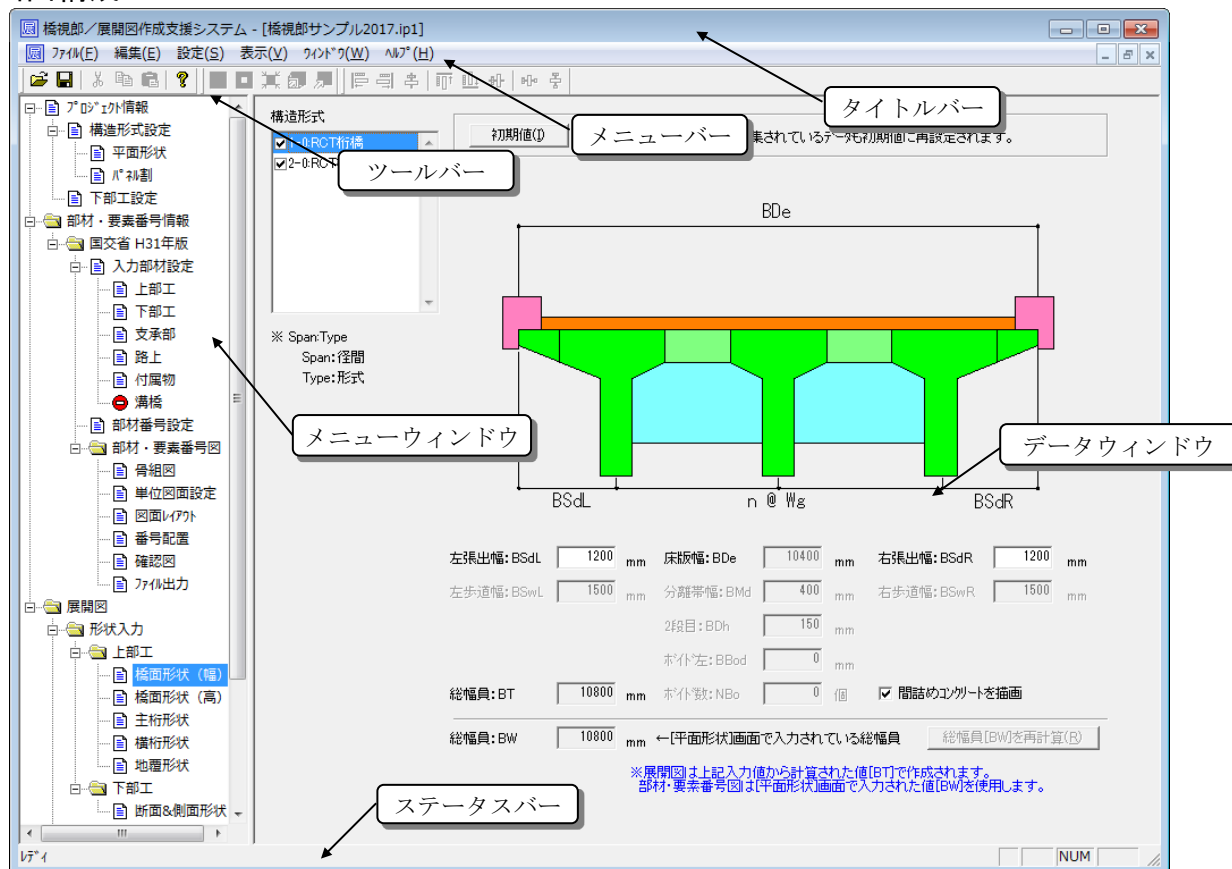 橋視郎／展開図作成支援システム - [橋視郎サンプル2017.ip1]
ﾌｧｲﾙ(F) 編集(E) 設定(S) 表示(V) ｳｨﾝﾄﾞｳ(W) ﾍﾙﾌﾟ(H)
タイトルバー
メニューバー
ツールバー
ﾌﾟﾛｼﾞｪｸﾄ情報
構造形式設定
平面形状
ﾊﾟﾈﾙ割
下部工設定
部材・要素番号情報
国交省 H31年版
入力部材設定
上部工
下部工
支承部
路上
付属物
溝橋
部材番号設定
部材・要素番号図
骨組図
単位図面設定
図面ﾚｲｱｳﾄ
番号配置
確認図
ﾌｧｲﾙ出力
展開図
形状入力
上部工
橋面形状（幅）
橋面形状（高）
主桁形状
横桁形状
地覆形状
下部工
断面&側面形状
メニューウィンドウ
構造形式
1-0:RCT桁橋
2-0:RCT
※ Span:Type
Span：径間
Type：形式
初期値(I)
集されているﾃﾞｰﾀも初期値に再設定されます。
BDe
BSdL
n @ Wg
BSdR
データウィンドウ
左張出幅：BSdL 1200 mm 床版幅：BDe 10400 mm 右張出幅：BSdR 1200 mm
左歩道幅：BSwL 1500 mm 分離帯幅：BMd 400 mm 右歩道幅：BSwR 1500 mm
2段目：BDh 150 mm
ﾎﾞｲﾄﾞ左：BBod 0 mm
総幅員：BT 10800 mm ﾎﾞｲﾄﾞ数：NBo 0 個 間詰めｺﾝｸﾘｰﾄを描画
総幅員：BW 10800 mm ←[平面形状]画面で入力されている総幅員 総幅員[BW]を再計算(R)
※展開図は上記入力値から計算された値[BT]で作成されます。
部材・要素番号図は[平面形状]画面で入力された値[BW]を使用します。
ステータスバー
ﾚﾃﾞｨ
NUM